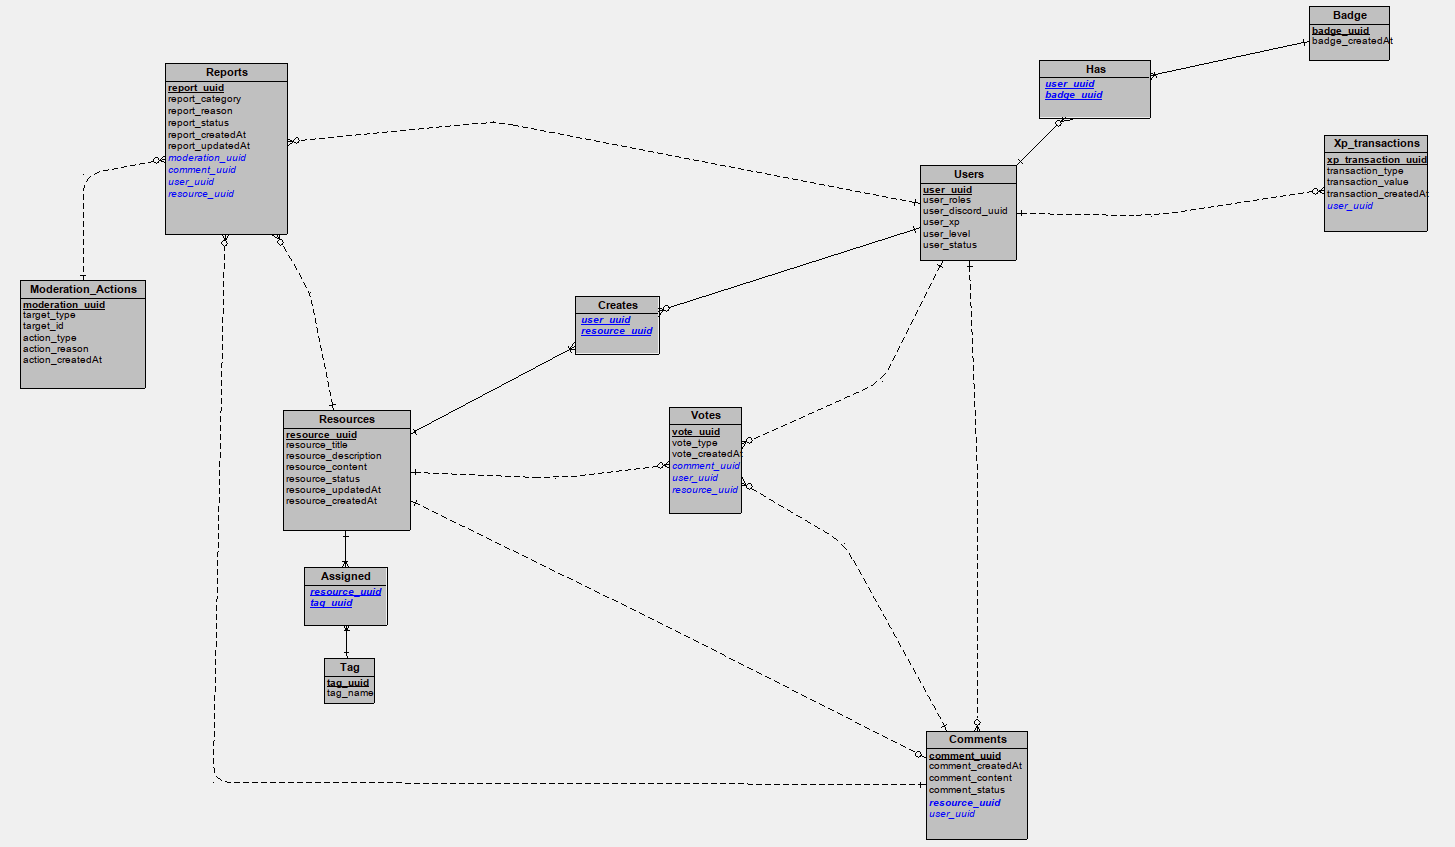 Badge
badge_uuid
badge_createdAt
Has
user_uuid
badge_uuid
Reports
report_uuid
report_category
report_reason
report_status
report_createdAt
report_updatedAt
moderation_uuid
comment_uuid
user_uuid
resource_uuid
Xp_transactions
xp_transaction_uuid
transaction_type
transaction_value
transaction_createdAt
user_uuid
Users
user_uuid
user_roles
user_discord_uuid
user_xp
user_level
user_status
Moderation_Actions
moderation_uuid
target_type
target_id
action_type
action_reason
action_createdAt
Creates
user_uuid
resource_uuid
Resources
resource_uuid
resource_title
resource_description
resource_content
resource_status
resource_updatedAt
resource_createdAt
Votes
vote_uuid
vote_type
vote_createdAt
comment_uuid
user_uuid
resource_uuid
Assigned
resource_uuid
tag_uuid
Tag
tag_uuid
tag_name
Comments
comment_uuid
comment_createdAt
comment_content
comment_status
resource_uuid
user_uuid